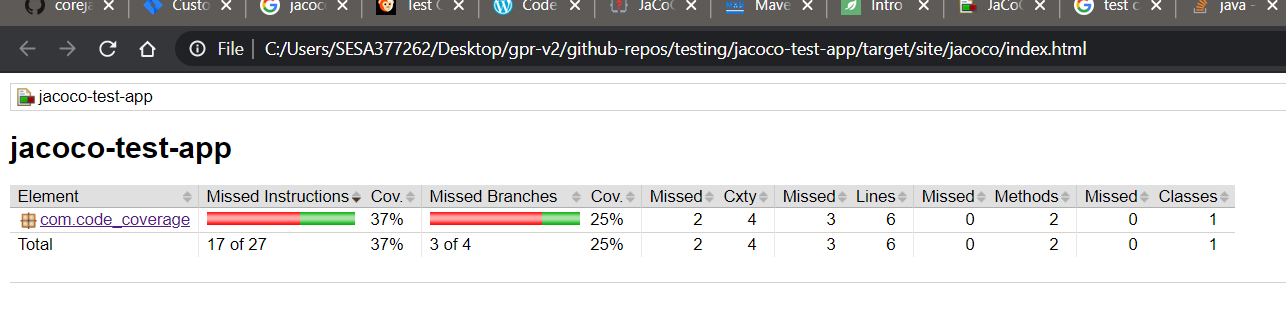 corej
Custo
jacoc
Test C
Code
JaCoC
Mave
Intro
JaCoC
test c
java -
File | C:/Users/SESA377262/Desktop/gpr-v2/github-repos/testing/jacoco-test-app/target/site/jacoco/index.html
jacoco-test-app
jacoco-test-app
Element Missed Instructions Cov. Missed Branches Cov. Missed Cxty Missed Lines Missed Methods Missed Classes
com.code_coverage 37% 25% 2 4 3 6 0 2 0 1
Total 17 of 27 37% 3 of 4 25% 2 4 3 6 0 2 0 1